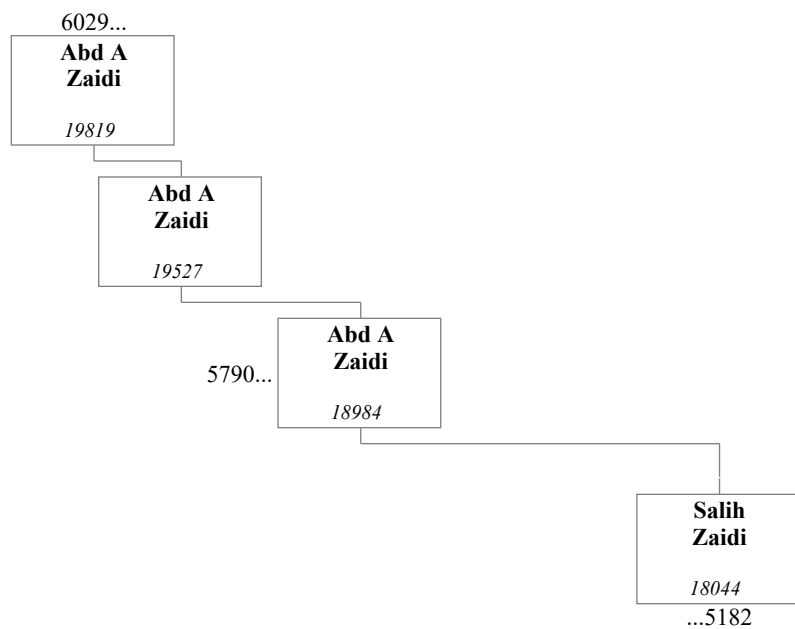 6029...
Abd A
Zaidi
19819
Abd A
Zaidi
19527
Abd A
Zaidi
18984
5790...
Salih
Zaidi
18044
...5182